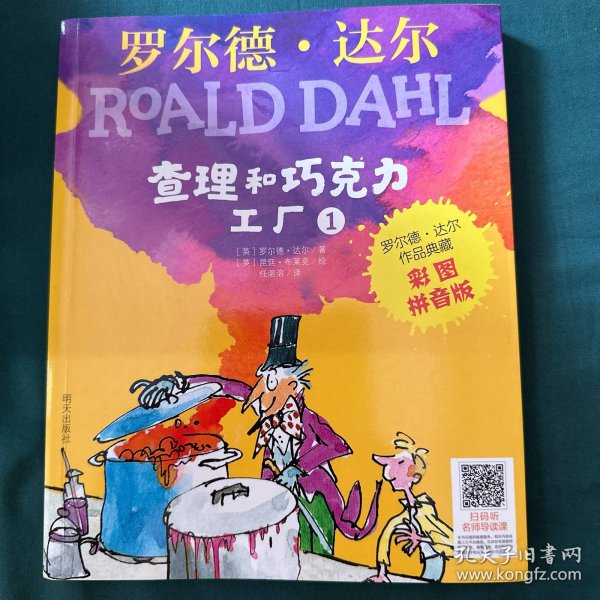 罗尔德·达尔
ROALD DAHL
查理和巧克力
工厂1
[英]罗尔德·达尔/著
[英]昆廷·布莱克/绘
任溶溶/译
罗尔德·达尔
作品典藏
彩图
拼音版
明天出版社
扫码听
名师导读课
孔夫子旧书网
www.kongfz.com